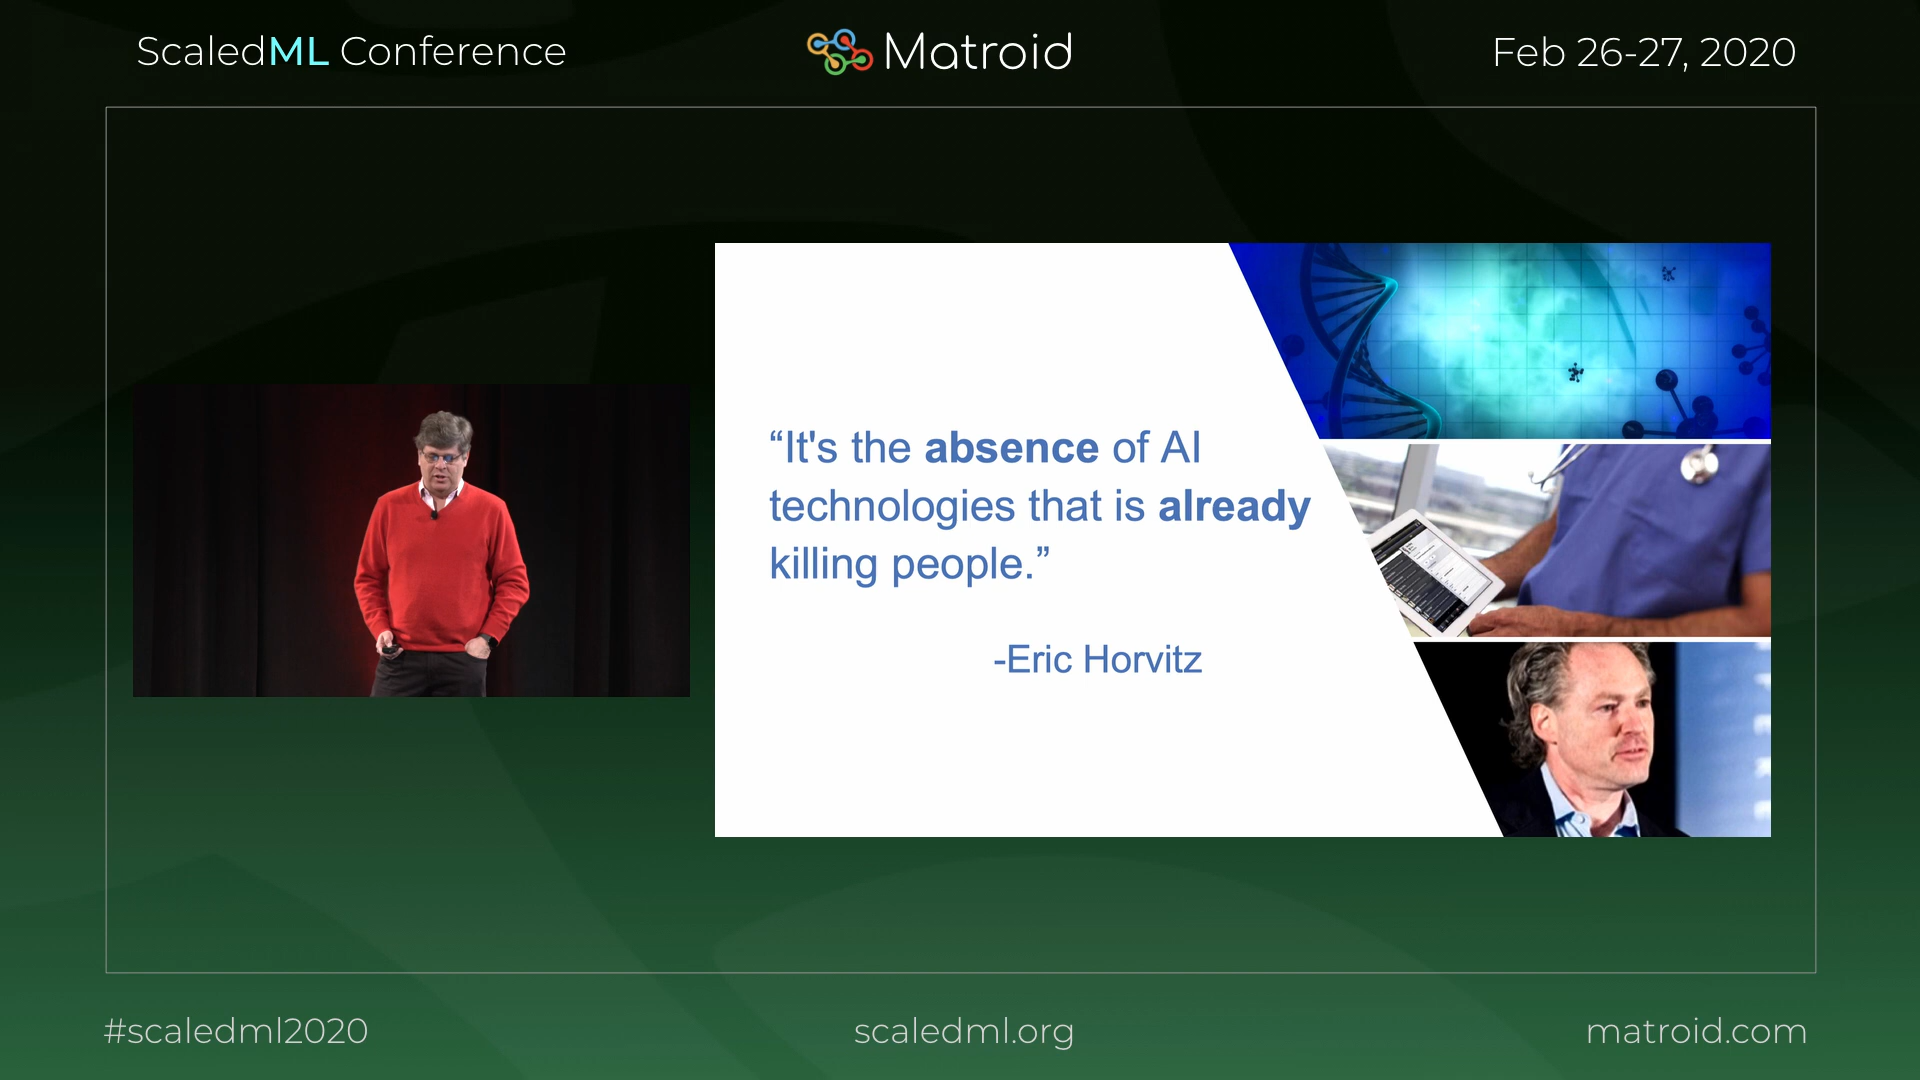 ScaledML Conference
Matroid
Feb 26-27, 2020
“It's the absence of AI
technologies that is already
killing people.”
-Eric Horvitz
#scaledml2020
scaledml.org
matroid.com